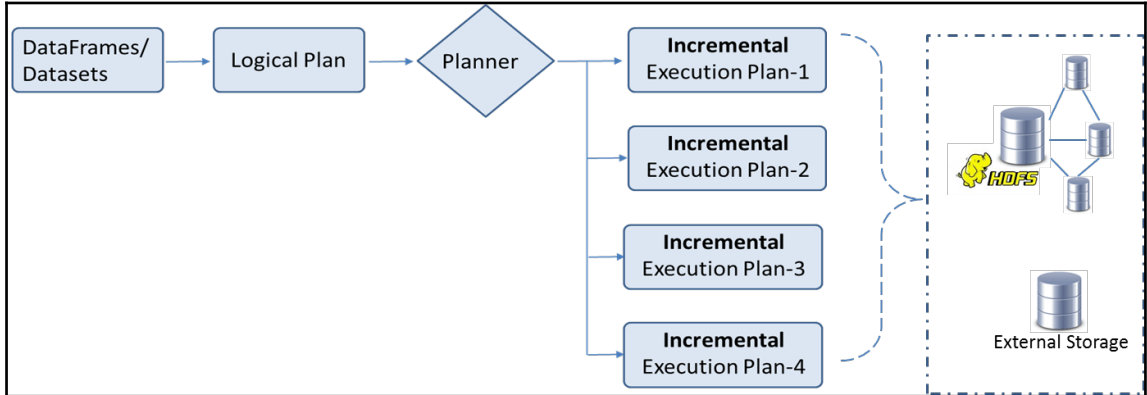 DataFrames/
Datasets
Logical Plan
Planner
Incremental
Execution Plan-1
Incremental
Execution Plan-2
Incremental
Execution Plan-3
Incremental
Execution Plan-4
HDFS
External Storage